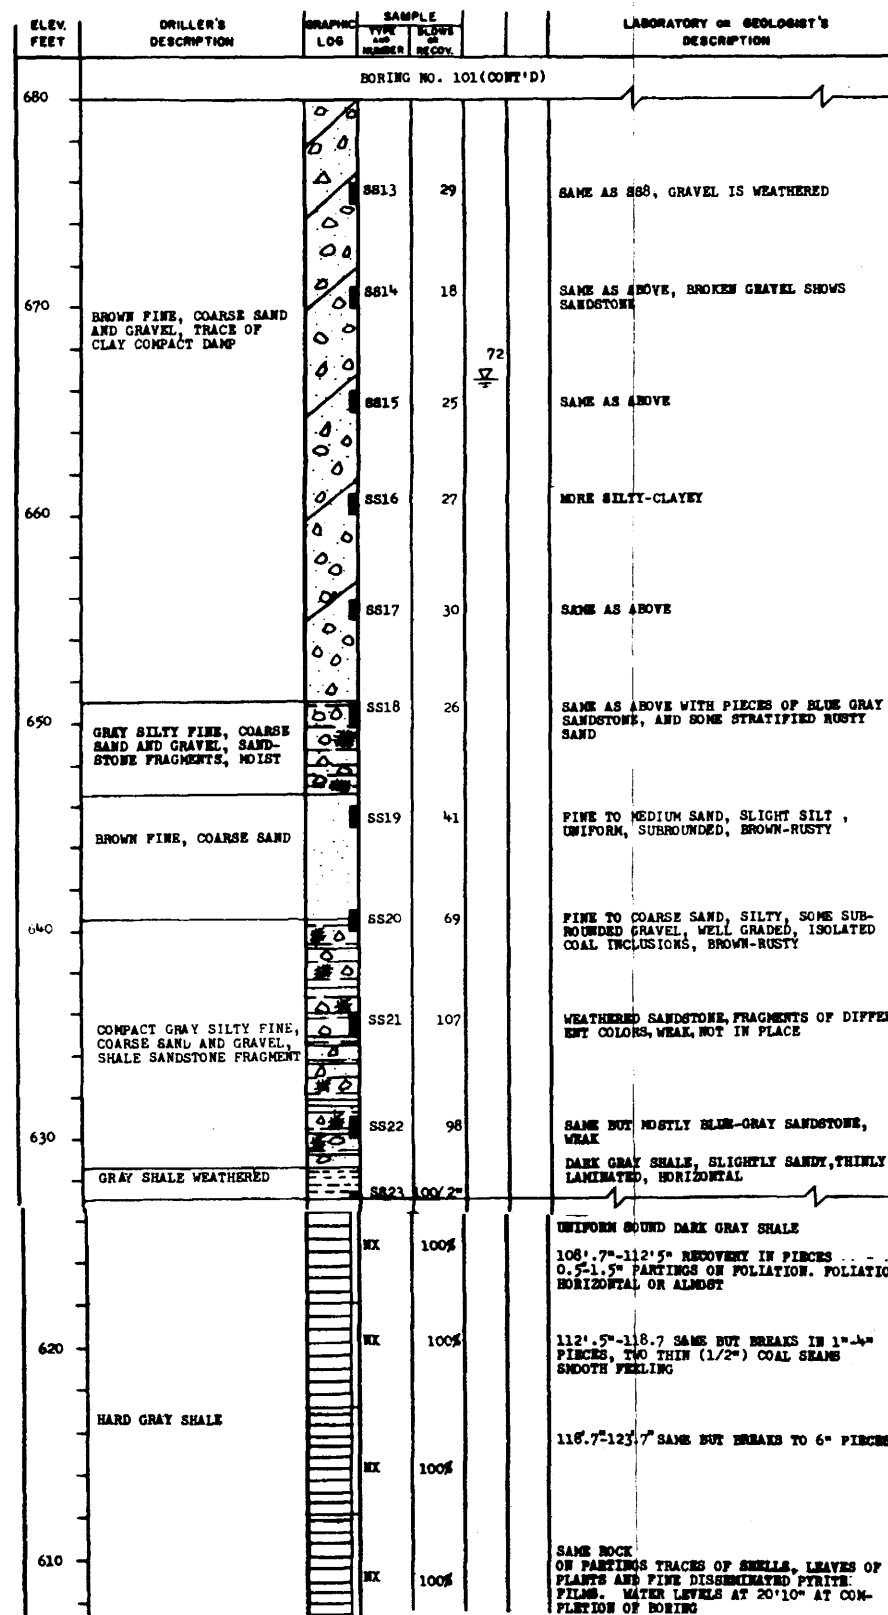 ELEV. FEET
DRILLER'S DESCRIPTION
GRAPHIC LOG
SAMPLE
TYPE AND NUMBER
BLOWS OR RECOV.
LABORATORY OR GEOLOGIST'S DESCRIPTION
BORING NO. 101(CONT'D)
680
SS13 29 SAME AS SS8, GRAVEL IS WEATHERED
SS14 18 SAME AS ABOVE, BROKEN GRAVEL SHOWS
SANDSTONE
670
BROWN FINE, COARSE SAND
AND GRAVEL, TRACE OF
CLAY COMPACT DAMP
72
SS15 25 SAME AS ABOVE
SS16 27 MORE SILTY-CLAYEY
660
SS17 30 SAME AS ABOVE
SS18 26 SAME AS ABOVE WITH PIECES OF BLUE GRAY
SANDSTONE, AND SOME STRATIFIED RUSTY
SAND
650
GRAY SILTY FINE, COARSE
SAND AND GRAVEL, SAND-
STONE FRAGMENTS, MOIST
SS19 41 FINE TO MEDIUM SAND, SLIGHT SILT ,
UNIFORM, SUBROUNDED, BROWN-RUSTY
BROWN FINE, COARSE SAND
SS20 69 FINE TO COARSE SAND, SILTY, SOME SUB-
ROUNDED GRAVEL, WELL GRADED, ISOLATED
COAL INCLUSIONS, BROWN-RUSTY
640
SS21 107 WEATHERED SANDSTONE, FRAGMENTS OF DIFFER
ENT COLORS, WEAK, NOT IN PLACE
COMPACT GRAY SILTY FINE,
COARSE SAND AND GRAVEL,
SHALE SANDSTONE FRAGMENT
SS22 98 SAME BUT MOSTLY BLUE-GRAY SANDSTONE,
WEAK
630
DARK GRAY SHALE, SLIGHTLY SANDY, THINLY
LAMINATED, HORIZONTAL
GRAY SHALE WEATHERED
SS23 100/2"
UNIFORM SOUND DARK GRAY SHALE
NX 100%
108'.7"-112'5" RECOVERY IN PIECES
0.5-1.5" PARTINGS ON FOLIATION. FOLIATIO
HORIZONTAL OR ALMOST
620
NX 100%
112'.5"-118.7 SAME BUT BREAKS IN 1"-4"
PIECES, TWO THIN (1/2") COAL SEAMS
SMOOTH FEELING
HARD GRAY SHALE
118'.7"-123'.7" SAME BUT BREAKS TO 6" PIECES
NX 100%
610
NX 100%
SAME ROCK
ON PARTINGS TRACES OF SHELLS, LEAVES OF
PLANTS AND FINE DISSEMINATED PYRITE
FILMS. WATER LEVELS AT 20'10" AT COM-
PLETION OF BORING